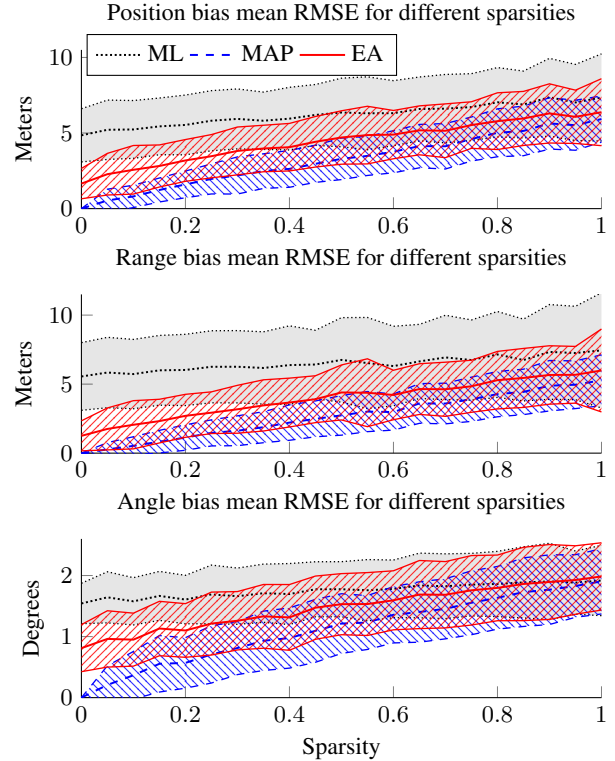 Position bias mean RMSE for different sparsities
ML MAP EA
10
5
0
Meters
0 0.2 0.4 0.6 0.8 1
Range bias mean RMSE for different sparsities
10
5
0
Meters
0 0.2 0.4 0.6 0.8 1
Angle bias mean RMSE for different sparsities
2
1
0
Degrees
0 0.2 0.4 0.6 0.8 1
Sparsity